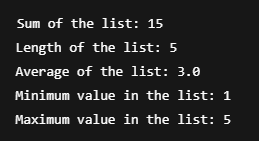 Sum of the list: 15
Length of the list: 5
Average of the list: 3.0
Minimum value in the list: 1
Maximum value in the list: 5